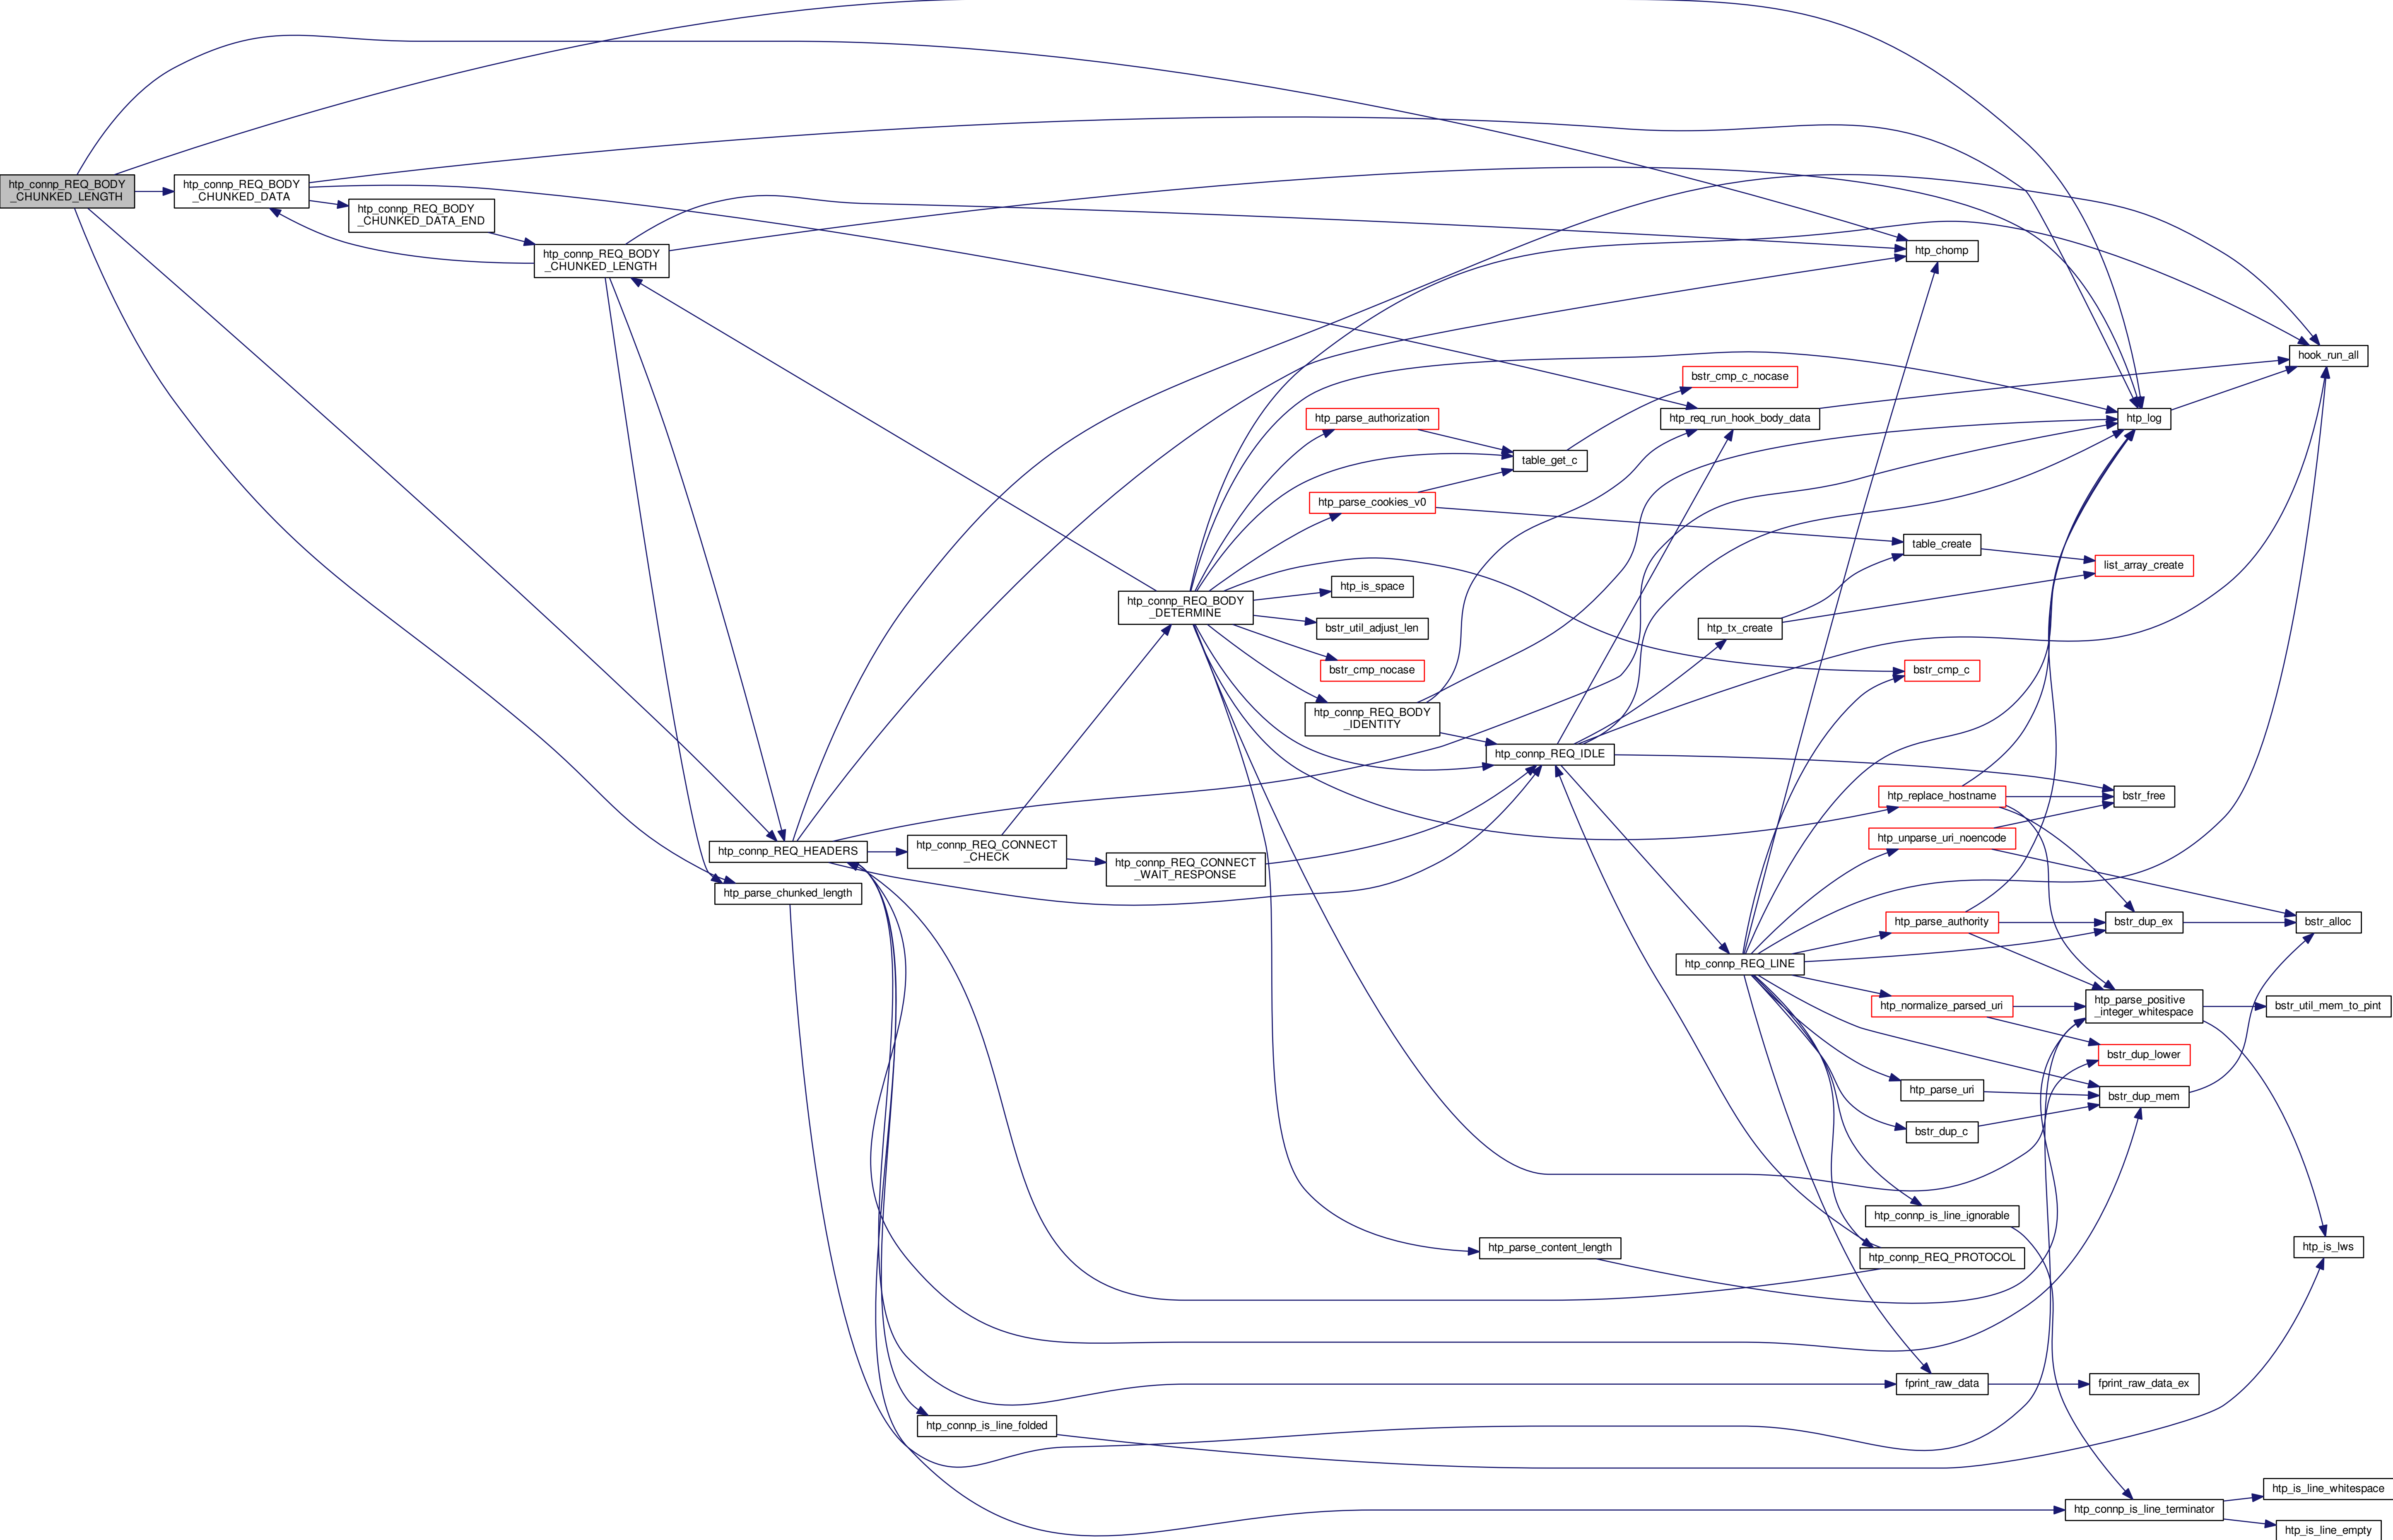 htp_connp_REQ_BODY
_CHUNKED_LENGTH
htp_connp_REQ_BODY
_CHUNKED_DATA
htp_connp_REQ_BODY
_CHUNKED_DATA_END
htp_connp_REQ_BODY
_CHUNKED_LENGTH
htp_connp_REQ_HEADERS
htp_parse_chunked_length
htp_connp_REQ_CONNECT
_CHECK
htp_connp_is_line_folded
htp_connp_REQ_CONNECT
_WAIT_RESPONSE
htp_connp_REQ_BODY
_DETERMINE
htp_parse_authorization
htp_parse_cookies_v0
htp_is_space
bstr_util_adjust_len
bstr_cmp_nocase
htp_connp_REQ_BODY
_IDENTITY
htp_connp_REQ_IDLE
htp_parse_content_length
table_get_c
bstr_cmp_c_nocase
htp_req_run_hook_body_data
htp_tx_create
htp_connp_REQ_LINE
htp_chomp
table_create
bstr_cmp_c
htp_replace_hostname
htp_unparse_uri_noencode
htp_parse_authority
htp_normalize_parsed_uri
htp_parse_uri
bstr_dup_c
htp_connp_is_line_ignorable
htp_connp_REQ_PROTOCOL
fprint_raw_data
htp_log
list_array_create
bstr_free
bstr_dup_ex
htp_parse_positive
_integer_whitespace
bstr_dup_lower
bstr_dup_mem
fprint_raw_data_ex
htp_connp_is_line_terminator
hook_run_all
bstr_alloc
bstr_util_mem_to_pint
htp_is_lws
htp_is_line_whitespace
htp_is_line_empty